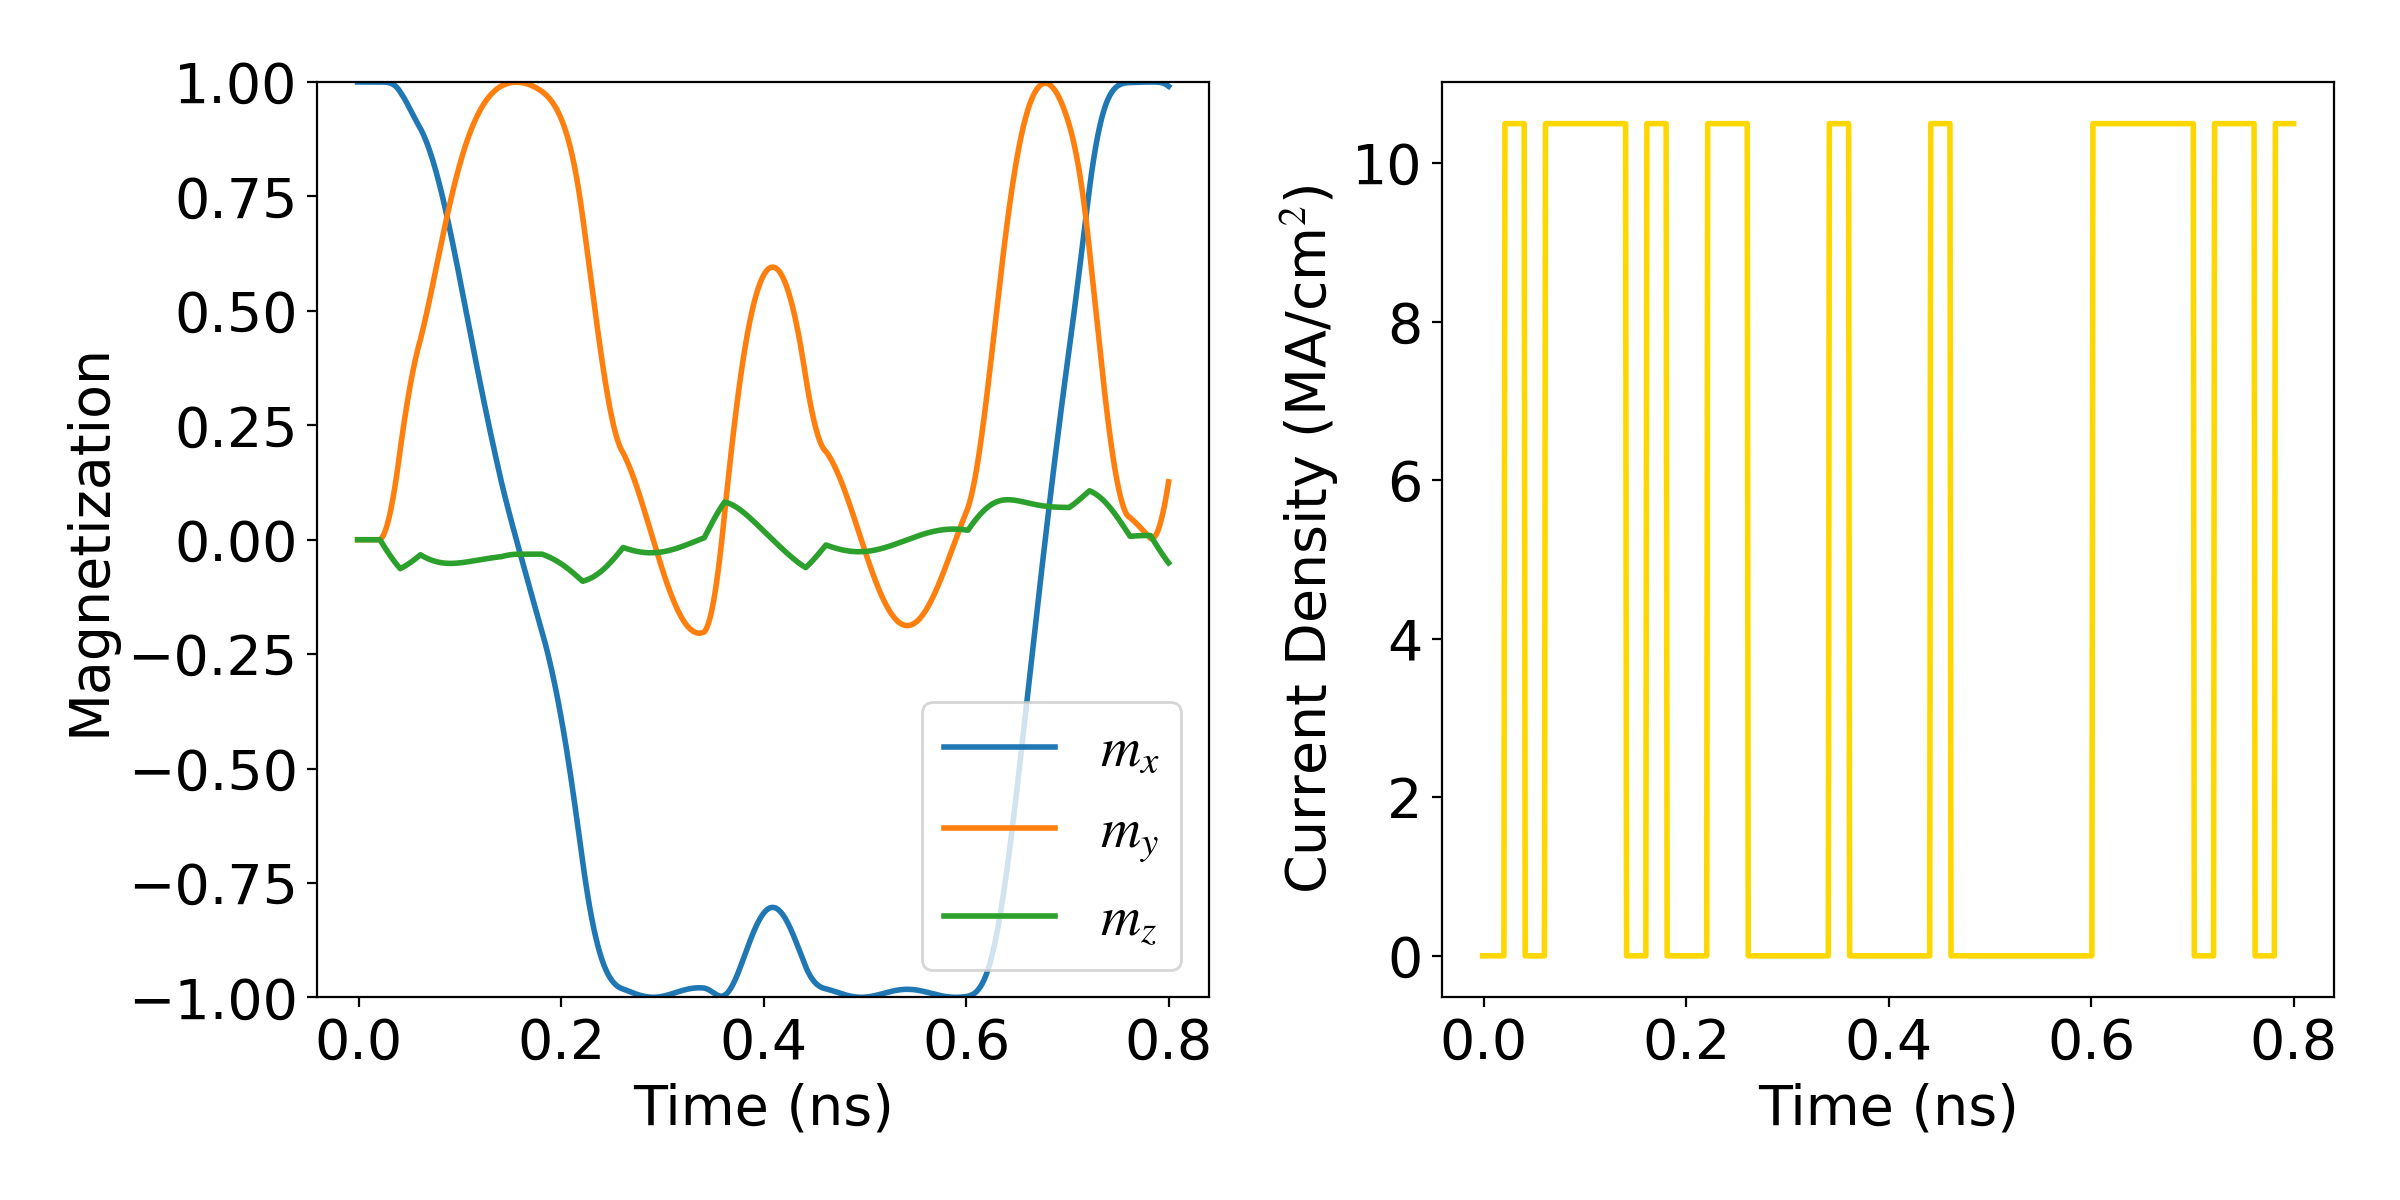 Magnetization
1.00
0.75
0.50
0.25
0.00
−0.25
−0.50
−0.75
−1.00
0.0 0.2 0.4 0.6 0.8
Time (ns)
m_x
m_y
m_z
Current Density (MA/cm²)
10
8
6
4
2
0
0.0 0.2 0.4 0.6 0.8
Time (ns)